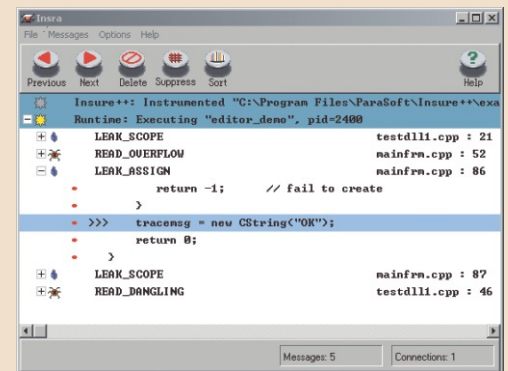 Insra
File Messages Options Help
Previous Next Delete Suppress Sort Help
Insure++: Instrumented "C:\Program Files\ParaSoft\Insure++\exa
Runtime: Executing "editor_demo", pid=2400
LEAK_SCOPE testdll1.cpp : 21
READ_OVERFLOW mainfrm.cpp : 52
LEAK_ASSIGN mainfrm.cpp : 86
return -1; // fail to create
}
>>> tracemsg = new CString("OK");
return 0;
}
LEAK_SCOPE mainfrm.cpp : 87
READ_DANGLING testdll1.cpp : 46
Messages: 5 Connections: 1